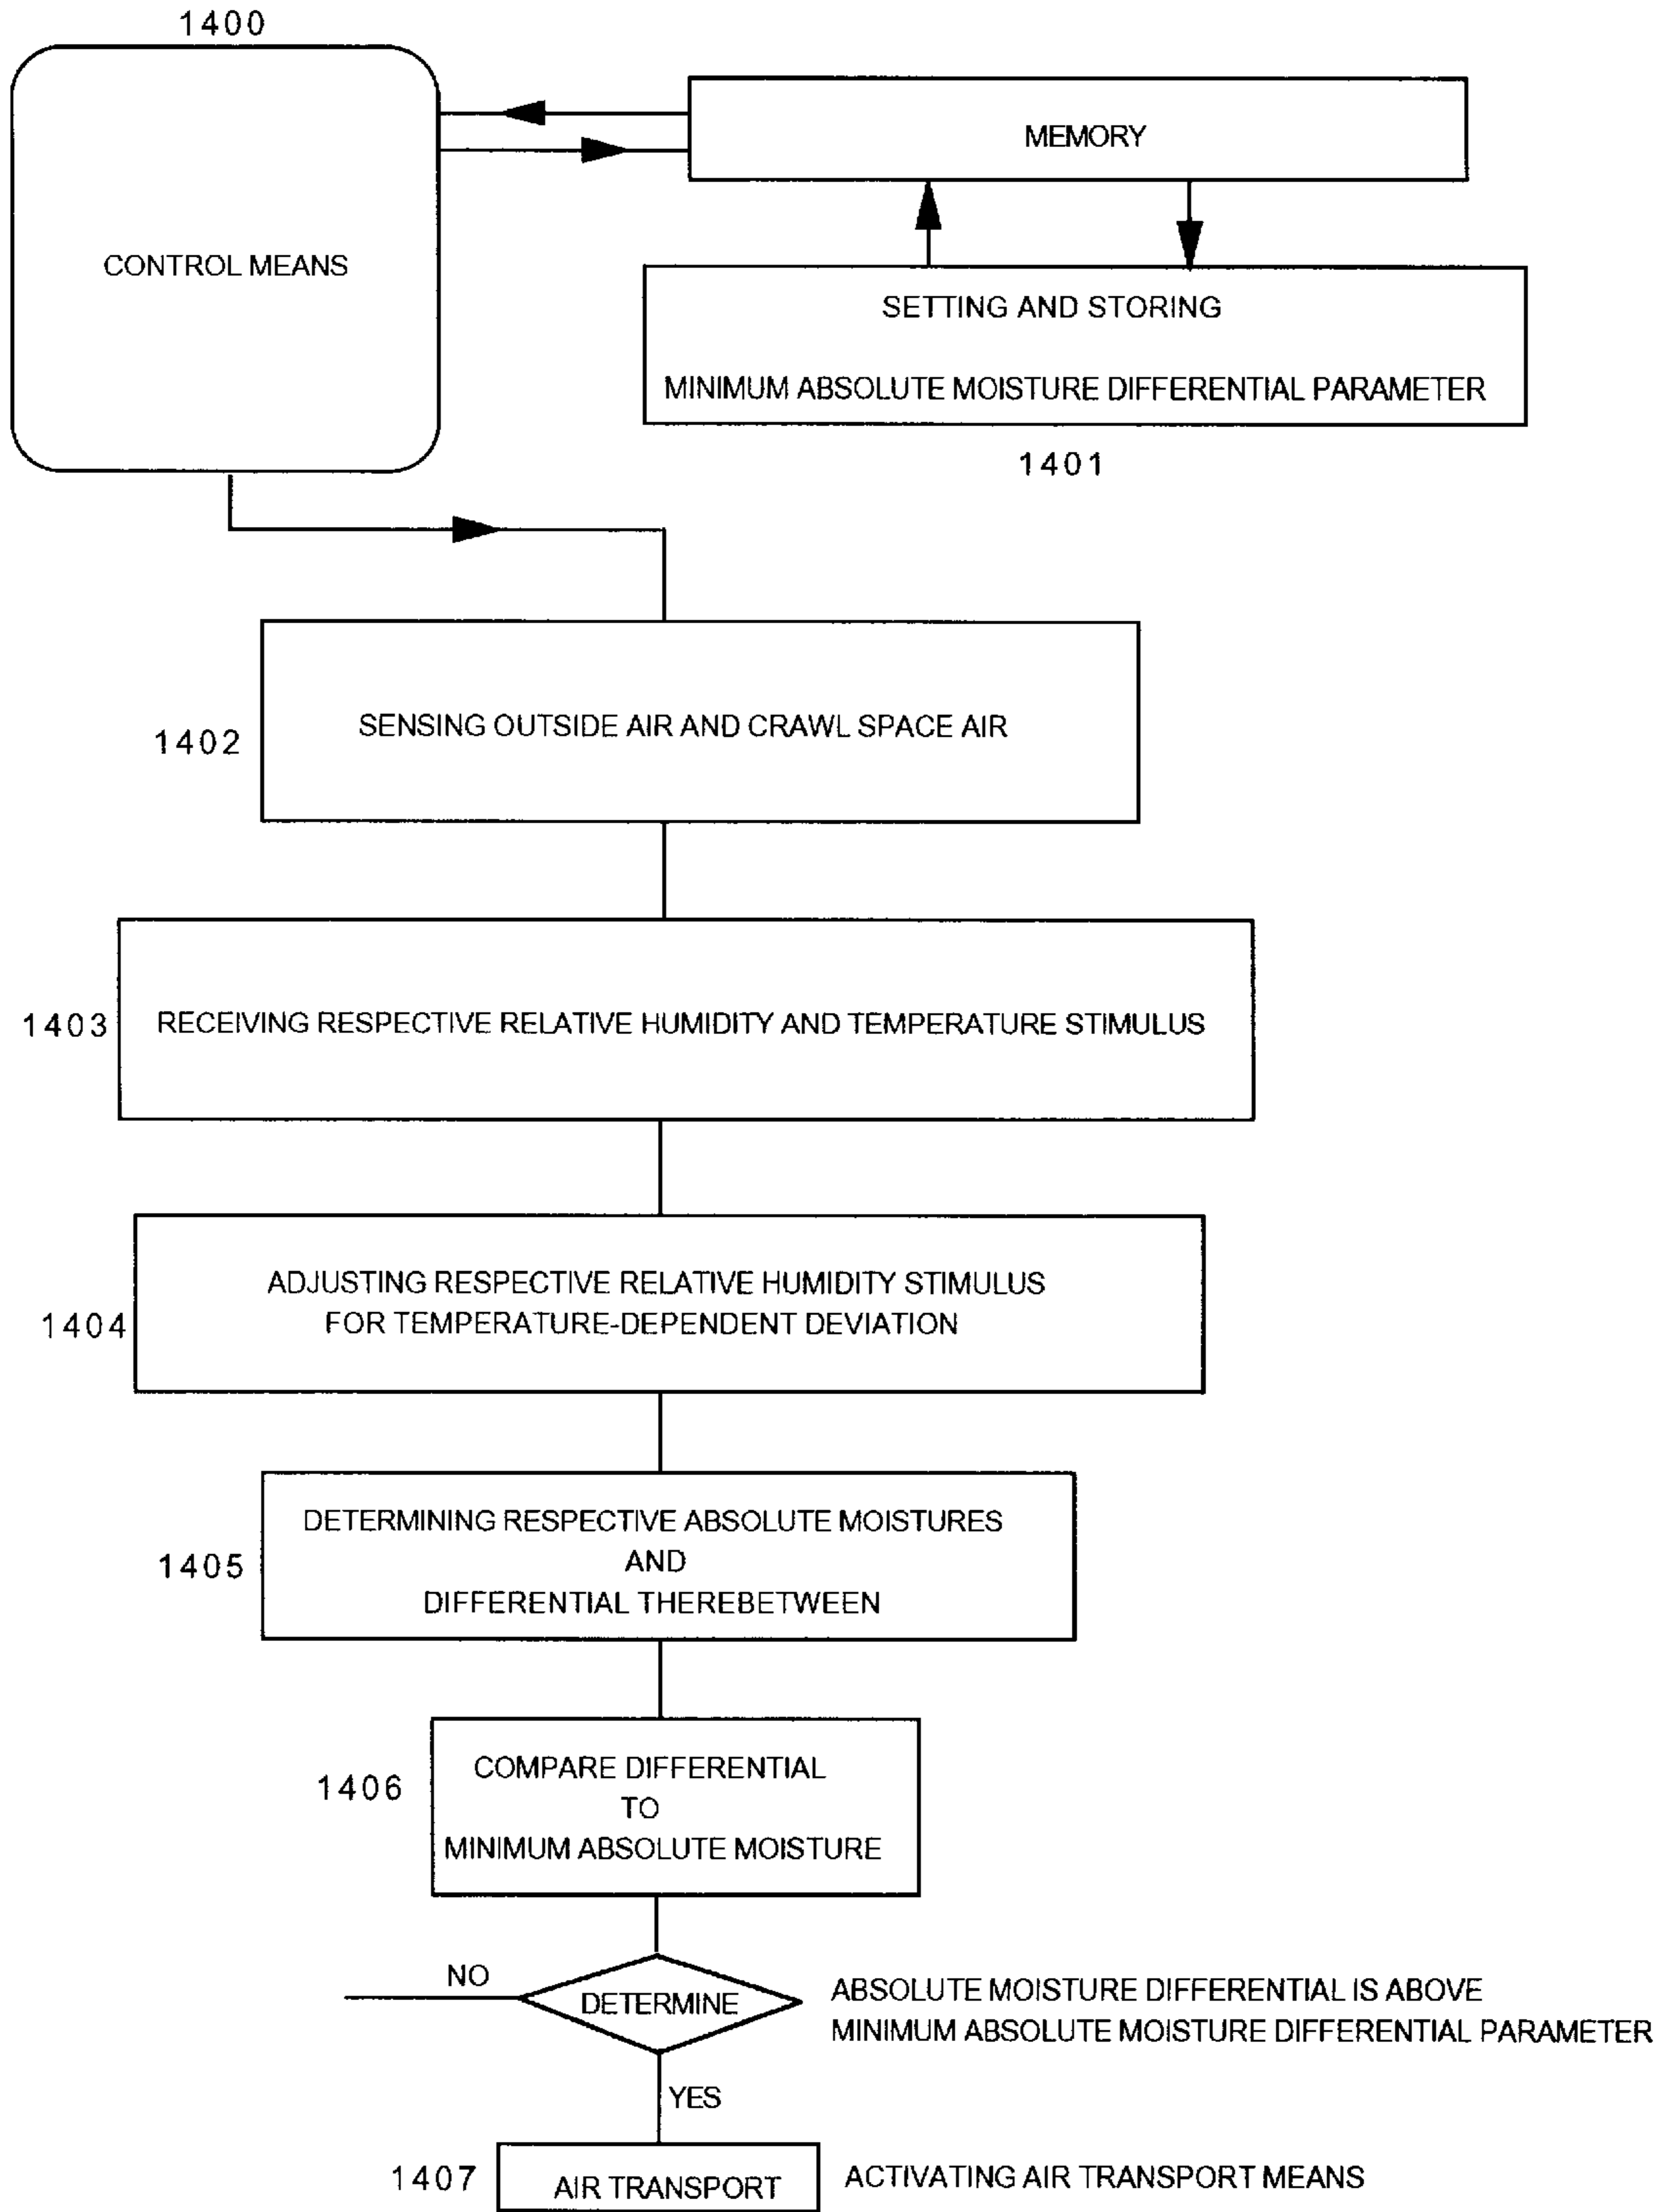 1400
MEMORY
CONTROL MEANS
SETTING AND STORING
MINIMUM ABSOLUTE MOISTURE DIFFERENTIAL PARAMETER
1401
1402
SENSING OUTSIDE AIR AND CRAWL SPACE AIR
1403
RECEIVING RESPECTIVE RELATIVE HUMIDITY AND TEMPERATURE STIMULUS
1404
ADJUSTING RESPECTIVE RELATIVE HUMIDITY STIMULUS
FOR TEMPERATURE-DEPENDENT DEVIATION
1405
DETERMINING RESPECTIVE ABSOLUTE MOISTURES
AND
DIFFERENTIAL THEREBETWEEN
1406
COMPARE DIFFERENTIAL
TO
MINIMUM ABSOLUTE MOISTURE
NO
DETERMINE
ABSOLUTE MOISTURE DIFFERENTIAL IS ABOVE
MINIMUM ABSOLUTE MOISTURE DIFFERENTIAL PARAMETER
YES
1407
AIR TRANSPORT
ACTIVATING AIR TRANSPORT MEANS